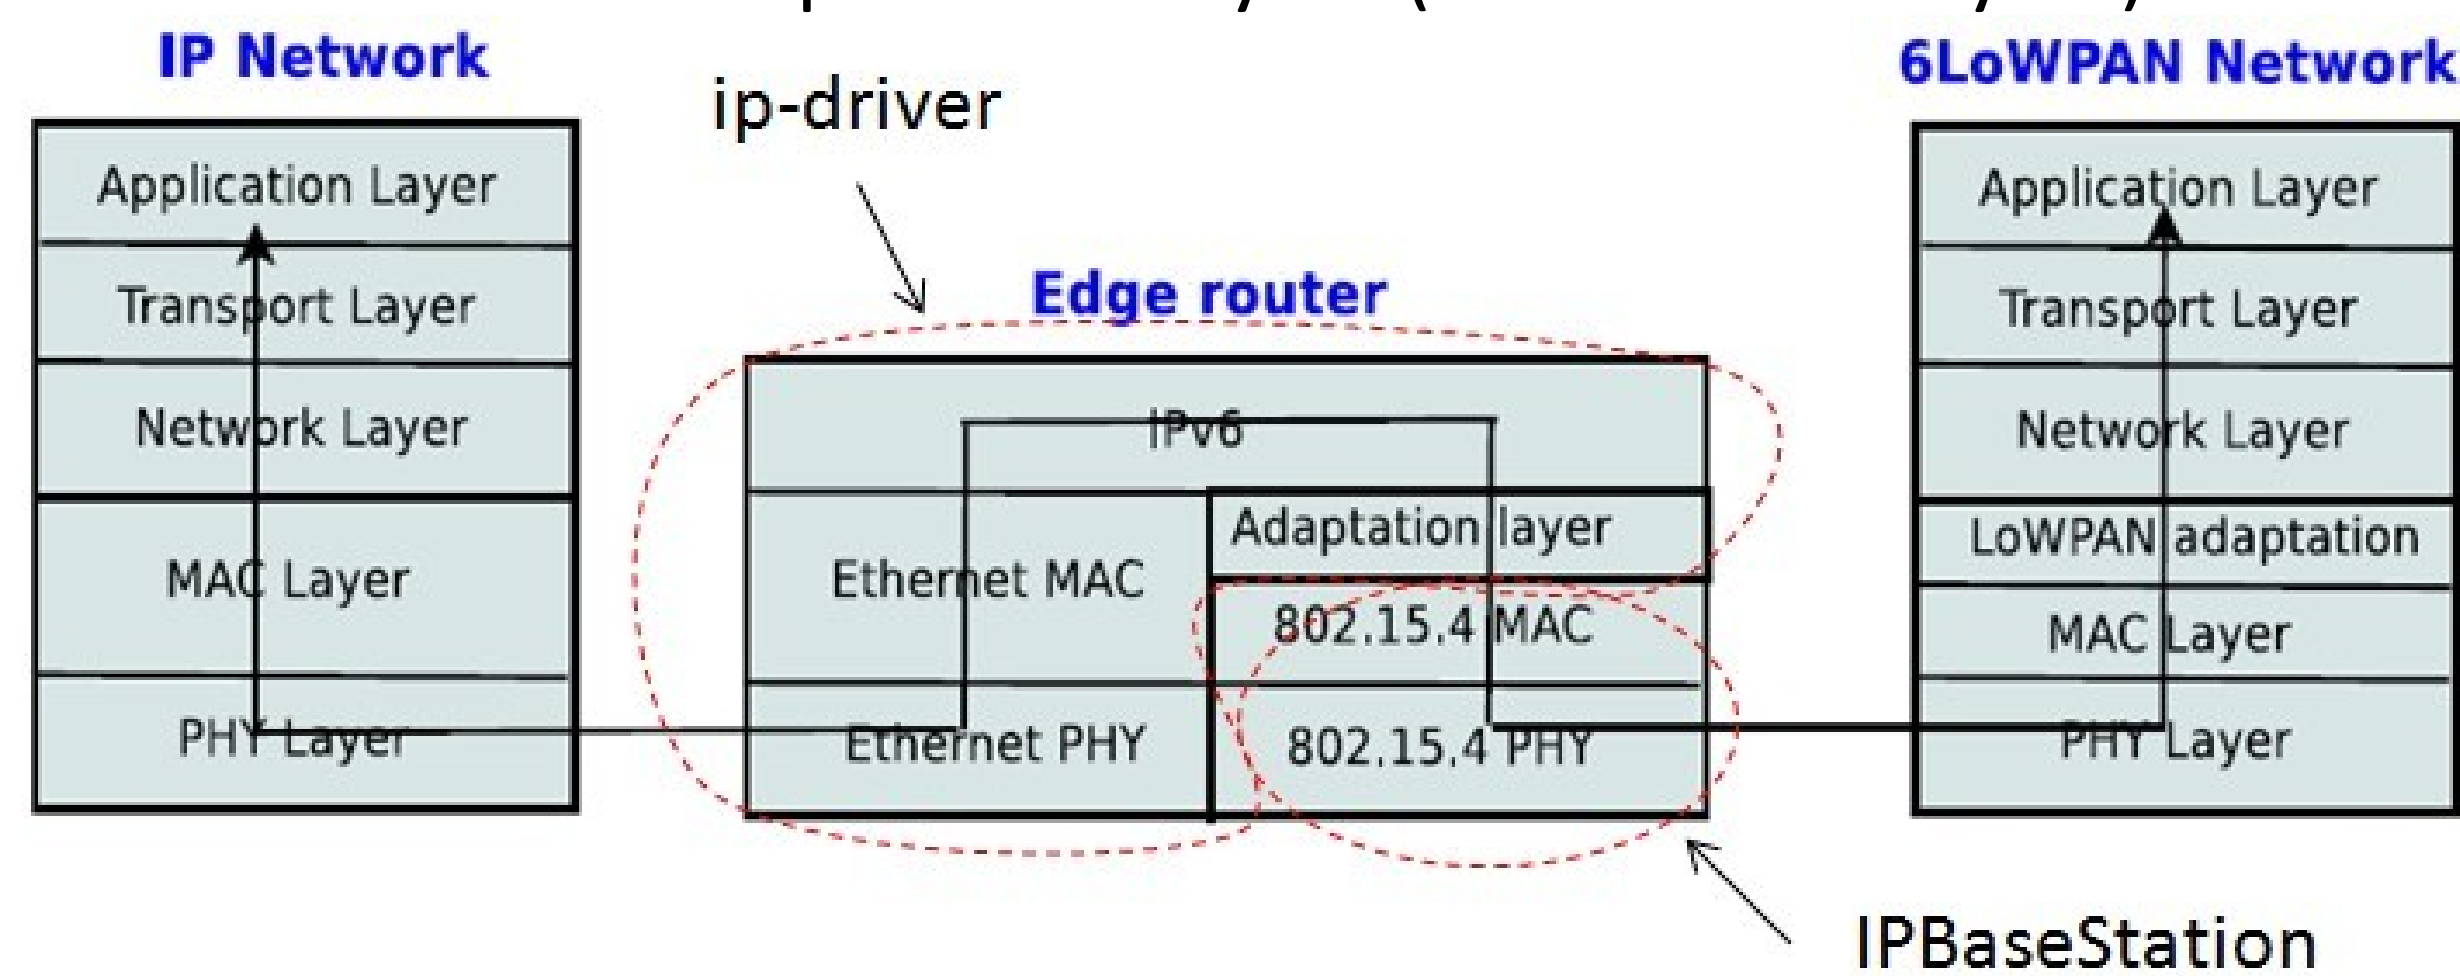 IP Network
Application Layer
Transport Layer
Network Layer
MAC Layer
PHY Layer
ip-driver
Edge router
IPv6
Ethernet MAC
Ethernet PHY
Adaptation layer
802.15.4 MAC
802.15.4 PHY
IPBaseStation
6LoWPAN Network
Application Layer
Transport Layer
Network Layer
LoWPAN adaptation
MAC Layer
PHY Layer